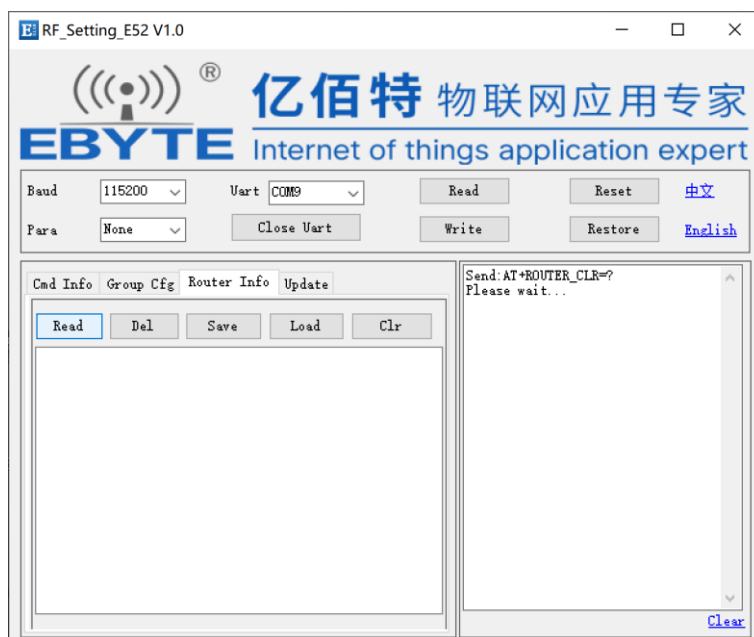 RF_Setting_E52 V1.0
®
亿佰特 物联网应用专家
EBYTE Internet of things application expert
Baud 115200 Uart COM9 Read Reset 中文
Para None Close Uart Write Restore English
Cmd Info Group Cfg Router Info Update
Read Del Save Load Clr
Send:AT+ROUTER_CLR=?
Please wait...
Clear